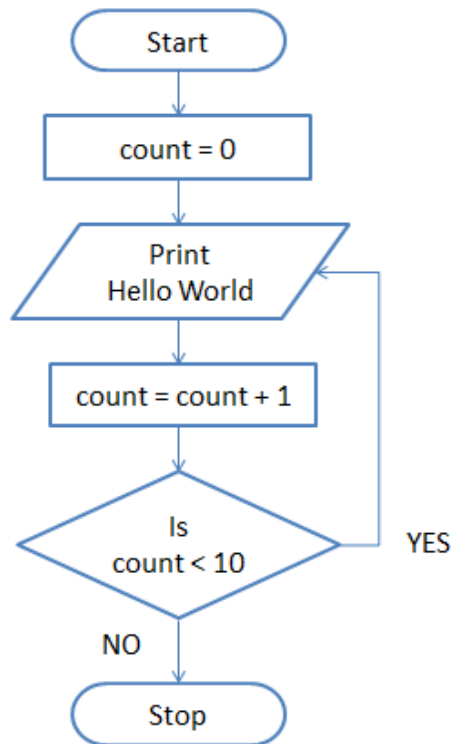 Start
count = 0
Print
Hello World
count = count + 1
Is
count < 10
YES
NO
Stop